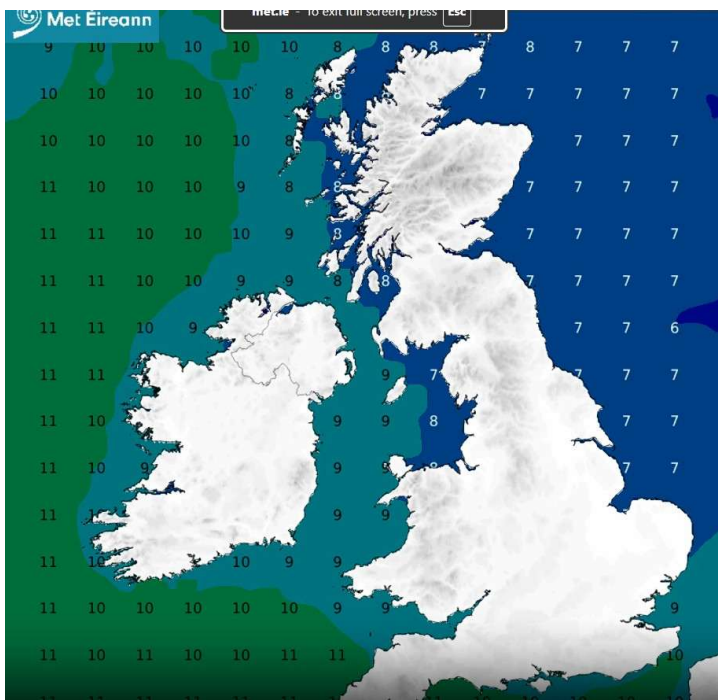 Met Éireann
met.ie - To exit full screen, press Esc
9 10 10 10 10 10 8 8 8 7 8 7 7 7
10 10 10 10 10 8 8 7 7 7 7 7
10 10 10 10 10 8 7 7 7
11 10 10 10 9 8 8 7 7 7 7
11 11 10 10 10 9 8 7 7 7 7
11 11 10 10 9 9 8 8 7 7 7 7
11 11 10 9 7 7 6
11 11 9 7 7 7 7
11 10 9 9 8 7 7
11 10 9 9 9 8 7 7
11 10 9 9
11 10 10 9 9
11 10 10 10 10 10 9 9 9
11 10 11 10 10 11 11 10